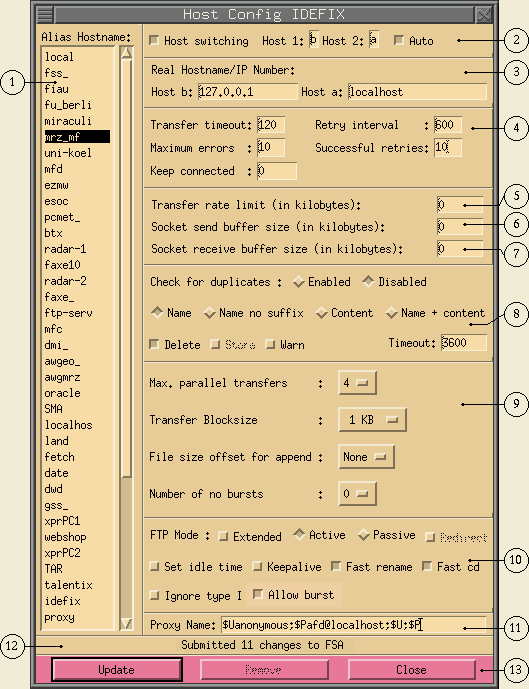 Host Config IDEFIX
Alias Hostname:
local
fss_
fiau
fu_berli
miraculi
mrz_mf
uni-koel
mfd
ezmw
esoc
pcmet_
btx
radar-1
faxe10
radar-2
faxe_
ftp-serv
mfc
dmi_
awgeo_
awgmrz
oracle
SMA
localhos
land
fetch
date
dwd
gss_
xprPC1
webshop
xprPC2
TAR
talentix
idefix
proxy
1
Host switching Host 1: b Host 2: a Auto
2
Real Hostname/IP Number:
Host b: 127.0.0.1 Host a: localhost
3
Transfer timeout: 120 Retry interval : 600
Maximum errors : 10 Successful retries: 10
Keep connected : 0
4
Transfer rate limit (in kilobytes): 0
5
Socket send buffer size (in kilobytes): 0
6
Socket receive buffer size (in kilobytes): 0
7
Check for duplicates : Enabled Disabled
Name Name no suffix Content Name + content
Delete Store Warn Timeout: 3600
8
Max. parallel transfers : 4
Transfer Blocksize : 1 KB
File size offset for append : None
Number of no bursts : 0
9
FTP Mode : Extended Active Passive Redirect
Set idle time Keepalive Fast rename Fast cd
Ignore type I Allow burst
10
Proxy Name: $Uanonymous;$Pafd@localhost;$U;$P
11
Submitted 11 changes to FSA
12
Update Remove Close
13